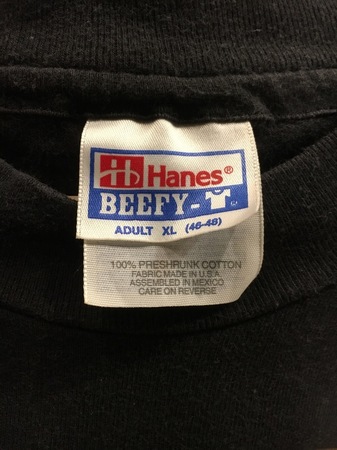 Hanes®
BEEFY-T
ADULT XL (46-48)
100% PRESHRUNK COTTON
FABRIC MADE IN U.S.A.
ASSEMBLED IN MEXICO
CARE ON REVERSE